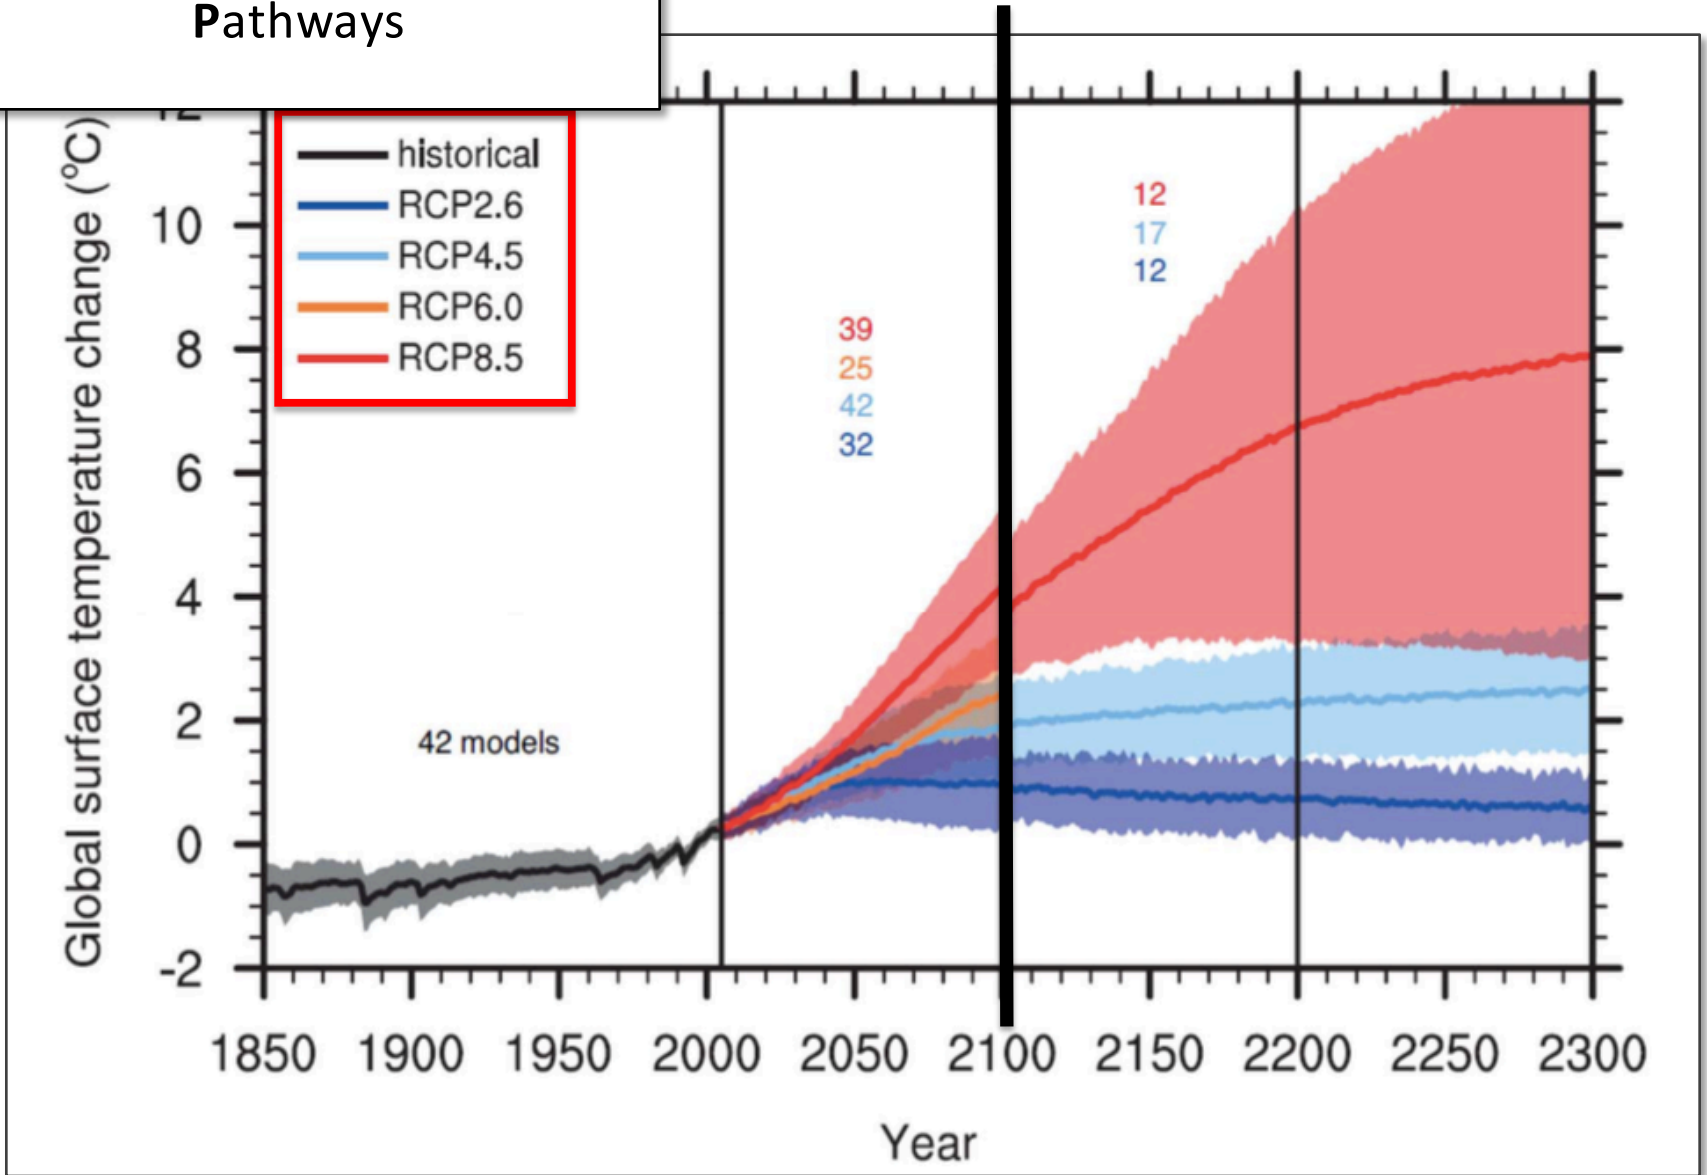 Pathways
12
historical
RCP2.6
RCP4.5
RCP6.0
RCP8.5
Global surface temperature change (°C)
10
8
6
4
2
0
-2
39
25
42
32
12
17
12
42 models
1850 1900 1950 2000 2050 2100 2150 2200 2250 2300
Year